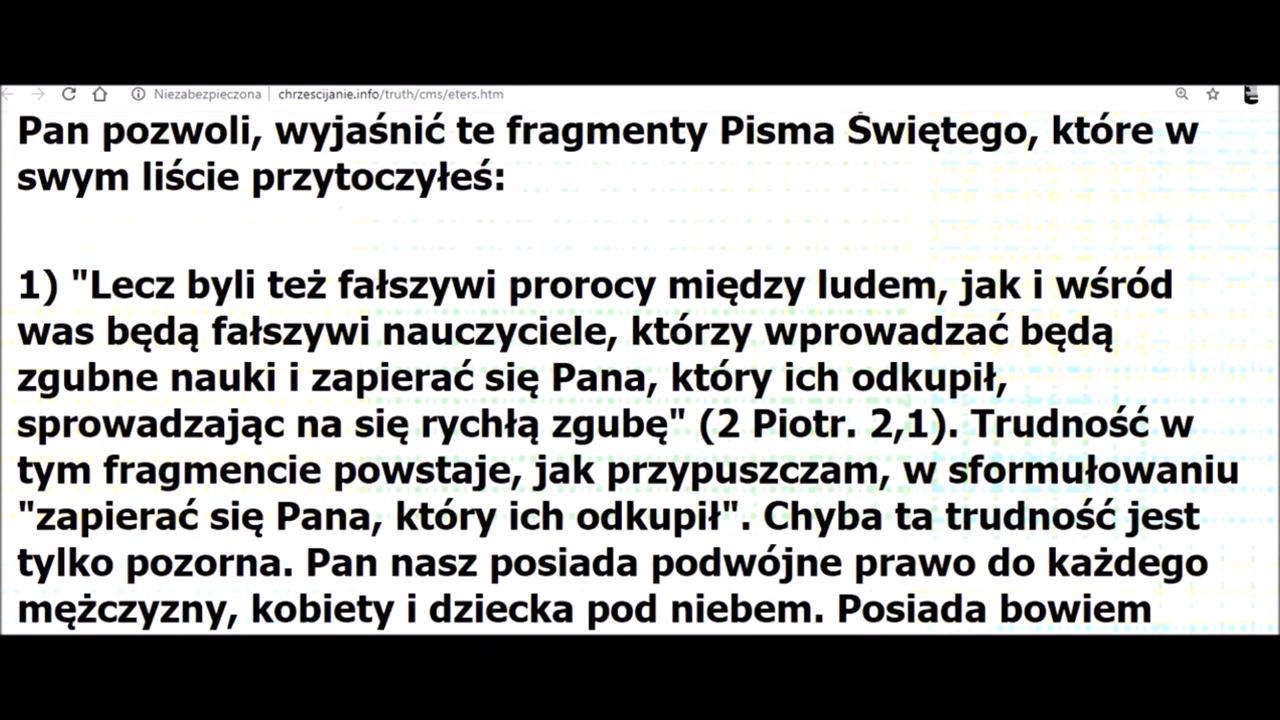 Niezabezpieczona | chrzescijanie.info/truth/cms/eters.htm
Pan pozwoli, wyjaśnić te fragmenty Pisma Świętego, które w
swym liście przytoczyłeś:
1) "Lecz byli też fałszywi prorocy między ludem, jak i wśród
was będą fałszywi nauczyciele, którzy wprowadzać będą
zgubne nauki i zapierać się Pana, który ich odkupił,
sprowadzając na się rychłą zgubę" (2 Piotr. 2,1). Trudność w
tym fragmencie powstaje, jak przypuszczam, w sformułowaniu
"zapierać się Pana, który ich odkupił". Chyba ta trudność jest
tylko pozorna. Pan nasz posiada podwójne prawo do każdego
mężczyzny, kobiety i dziecka pod niebem. Posiada bowiem